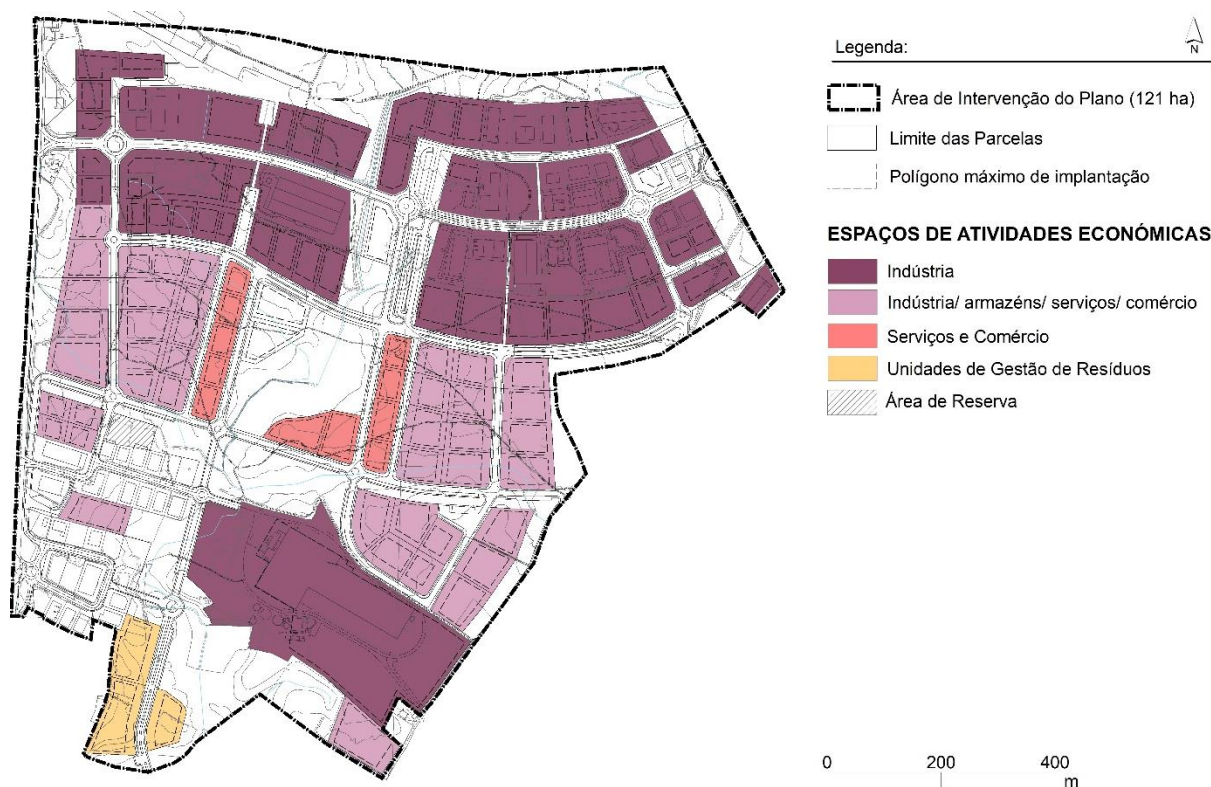 Legenda:
N
Área de Intervenção do Plano (121 ha)
Limite das Parcelas
Polígono máximo de implantação
ESPAÇOS DE ATIVIDADES ECONÓMICAS
Indústria
Indústria/ armazéns/ serviços/ comércio
Serviços e Comércio
Unidades de Gestão de Resíduos
Área de Reserva
0 200 400
m